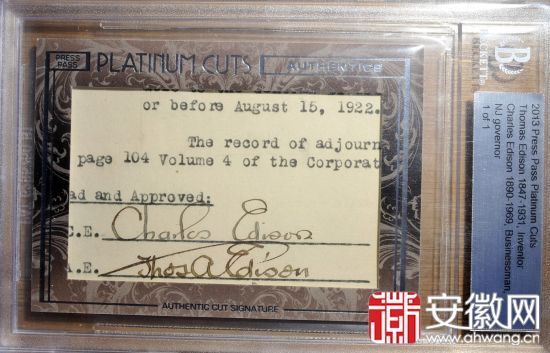 PRESS PASS
PLATINUM CUTS
AUTHENTICS
or before August 15, 1922.
The record of adjourn
page 104 Volume 4 of the Corporat
ad and Approved:
C.E. Charles Edison
A.E. Thos A Edison
AUTHENTIC CUT SIGNATURE
B
2013 Press Pass Platinum Cuts
Thomas Edison 1847-1931, Inventor
Charles Edison 1890-1969, Businessman,
NJ governor
1 of 1
安徽网
www.ahwang.cn